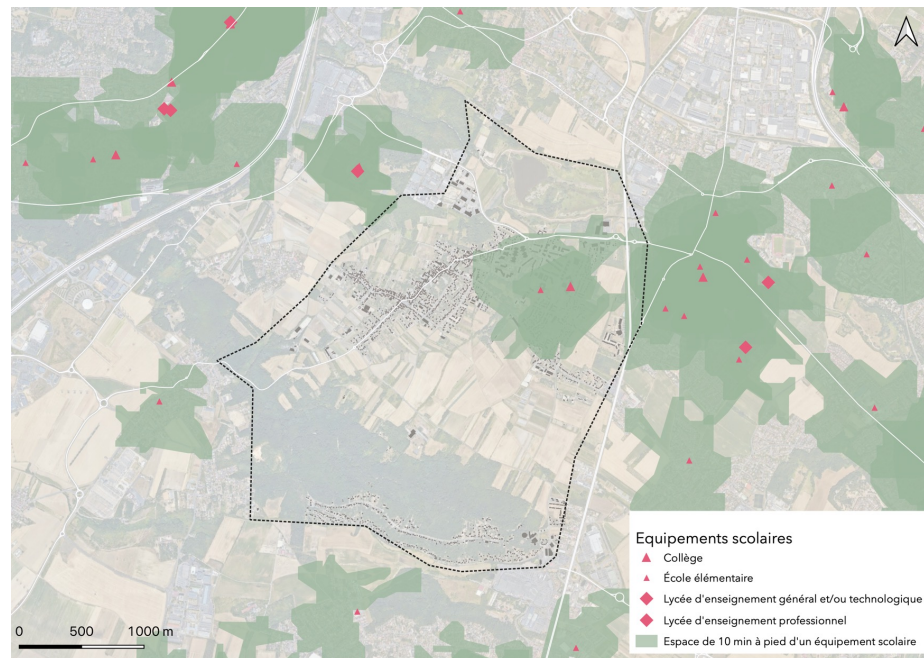 Equipements scolaires
Collège
École élémentaire
Lycée d'enseignement général et/ou technologique
Lycée d'enseignement professionnel
Espace de 10 min à pied d'un équipement scolaire
0 500 1000 m